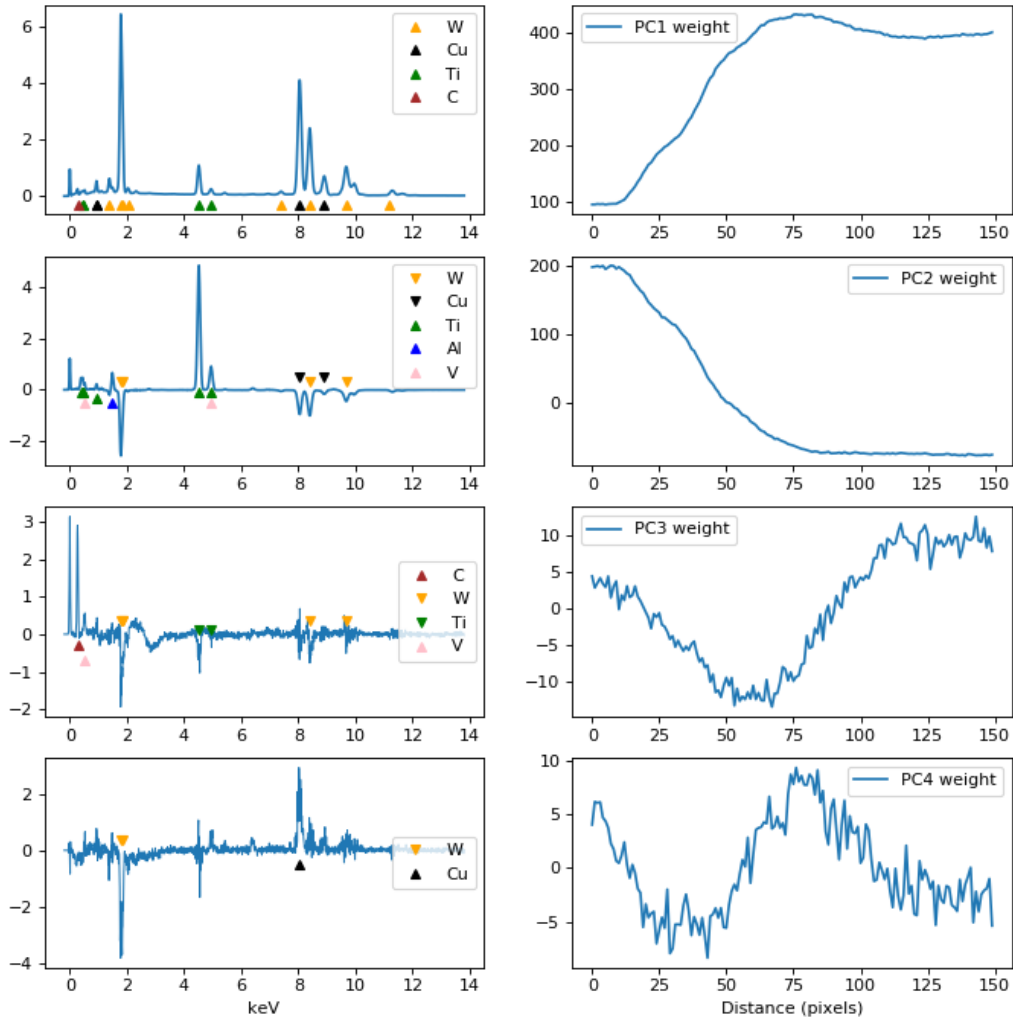 6
4
2
0
0 2 4 6 8 10 12 14
W
Cu
Ti
C
400
300
200
100
0 25 50 75 100 125 150
PC1 weight
4
2
0
−2
0 2 4 6 8 10 12 14
W
Cu
Ti
Al
V
200
100
0
0 25 50 75 100 125 150
PC2 weight
3
2
1
0
−1
−2
0 2 4 6 8 10 12 14
C
W
Ti
V
10
5
0
−5
−10
0 25 50 75 100 125 150
PC3 weight
2
0
−2
−4
0 2 4 6 8 10 12 14
keV
W
Cu
10
5
0
−5
0 25 50 75 100 125 150
Distance (pixels)
PC4 weight